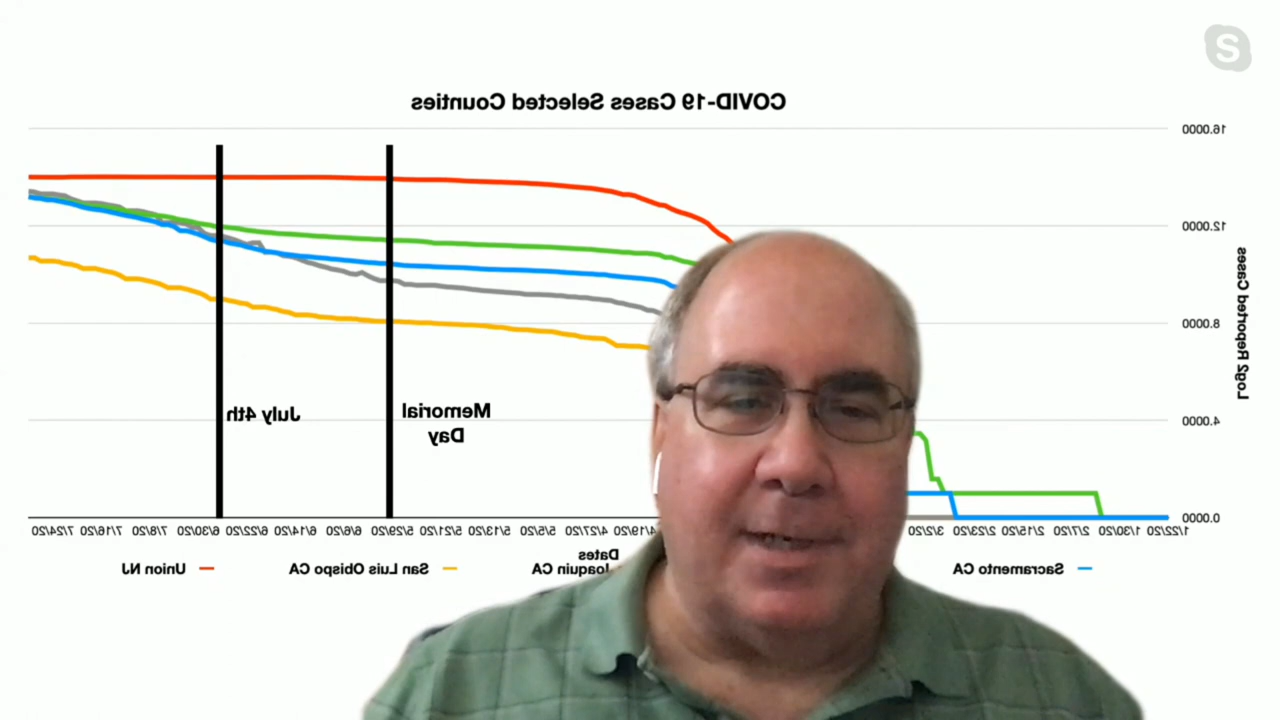 S
COVID-19 Cases Selected Counties
16.0000
12.0000
Log2 Reported Cases
8.0000
4.0000
Memorial
Day
July 4th
0.0000
1/22/20 1/30/20 2/7/20 2/15/20 2/23/20 3/2/20 4/19/20 4/27/20 5/5/20 5/13/20 5/21/20 5/29/20 6/6/20 6/14/20 6/22/20 6/30/20 7/8/20 7/16/20 7/24/20
Dates
Sacramento CA Joaquin CA San Luis Obispo CA Union NJ